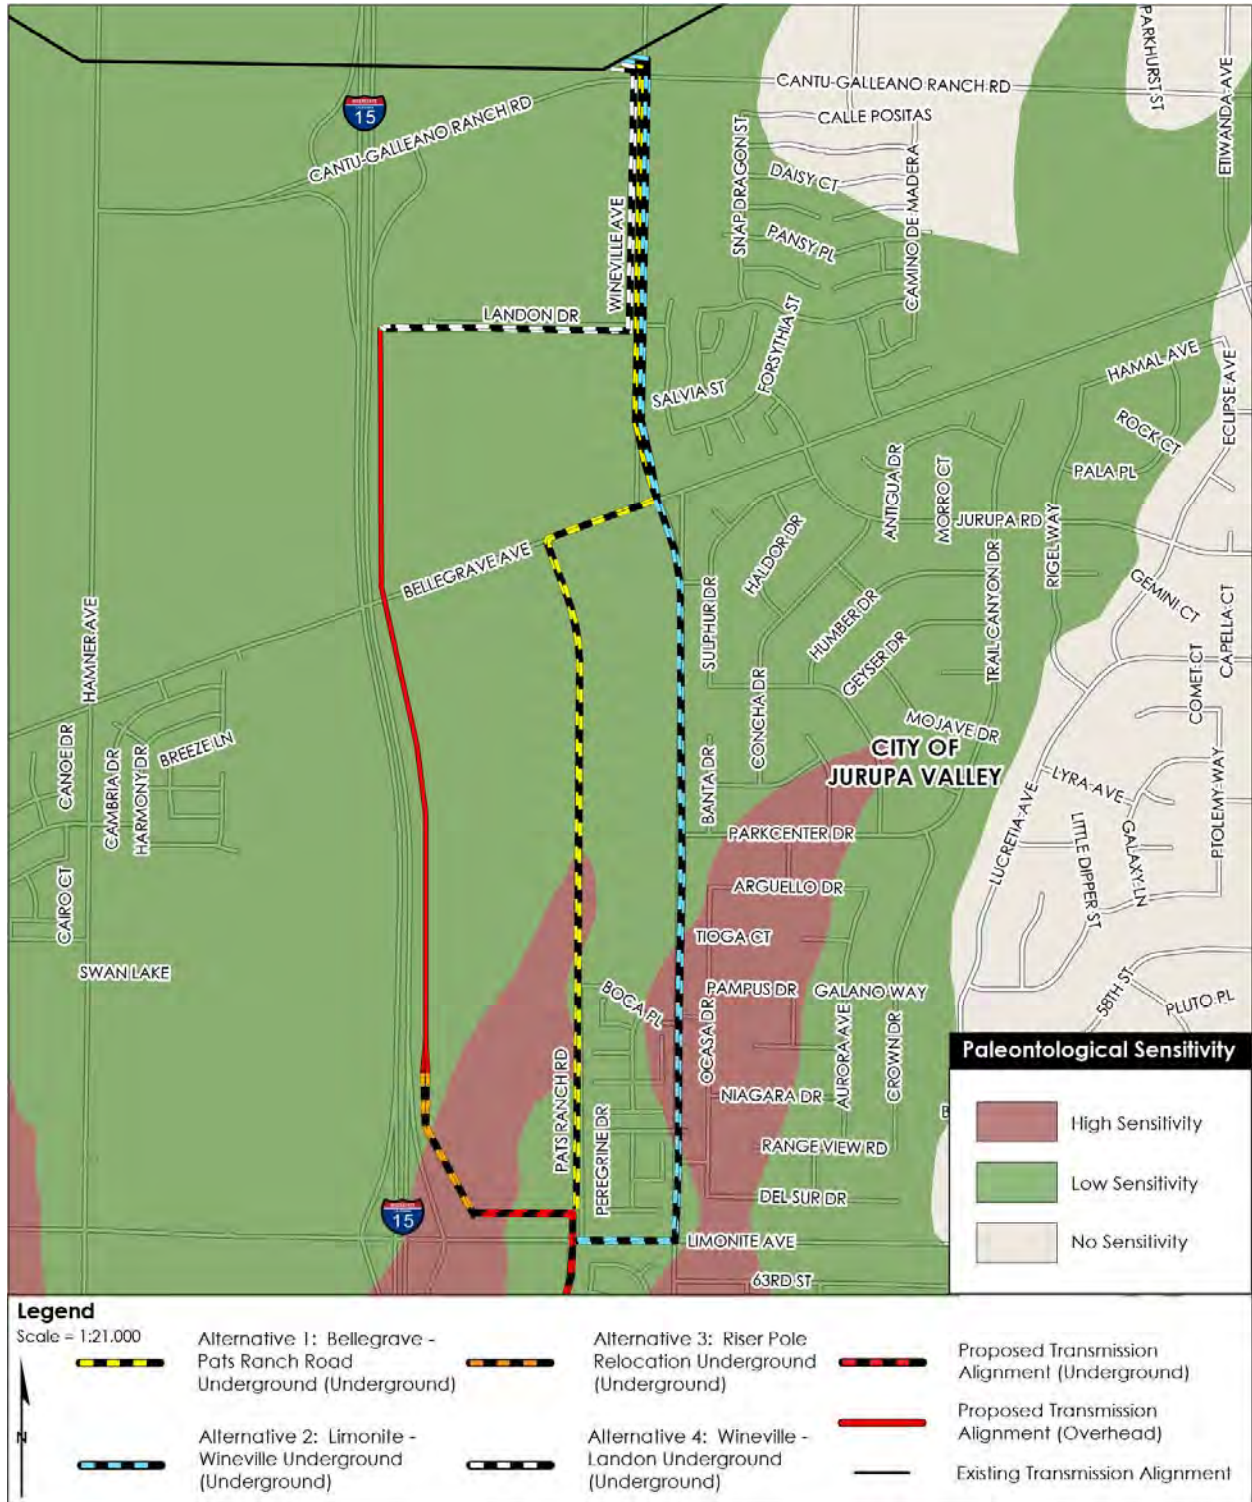 PARKHURST ST
ETIWANDA AVE
CANTU-GALLEANO RANCH RD
CALLE POSITAS
15
CANTU-GALLEANO RANCH RD
SNAP DRAGON ST
DAISY CT
CAMINO DE MADERA
WINEVILLE AVE
PANSY PL
LANDON DR
FORSYTHIA ST
SALVIA ST
HAMAL AVE
ECLIPSE AVE
ROCK CT
ANTIGUA DR
MORRO CT
PALA PL
JURUPA RD
HALDOR DR
RIGEL WAY
BELLEGRAVE AVE
GEMINI CT
CAPELLA CT
SULPHUR DR
HUMBER DR
TRAIL CANYON DR
HAMNER AVE
GEYSER DR
COMET CT
CONCHA DR
MOJAVE DR
CANOE DR
CAMBRIA DR
HARMONY DR
BREEZE LN
CITY OF
JURUPA VALLEY
BANTA DR
LYRA AVE
PTOLEMY WAY
PARKCENTER DR
LUCRETIA AVE
LITTLE DIPPER ST
GALAXY LN
CAIRO CT
ARGUELLO DR
TIOGA CT
SWAN LAKE
BOCA PL
PAMPUS DR
GALANO WAY
58TH ST
PLUTO PL
OCASA DR
AURORA AVE
CROWN DR
PATS RANCH RD
PEREGRINE DR
NIAGARA DR
B
RANGE VIEW RD
DEL SUR DR
15
LIMONITE AVE
63RD ST
Paleontological Sensitivity
High Sensitivity
Low Sensitivity
No Sensitivity
Legend
Scale = 1:21,000
N
Alternative 1: Bellegrave -
Pats Ranch Road
Underground (Underground)
Alternative 2: Limonite -
Wineville Underground
(Underground)
Alternative 3: Riser Pole
Relocation Underground
(Underground)
Alternative 4: Wineville -
Landon Underground
(Underground)
Proposed Transmission
Alignment (Underground)
Proposed Transmission
Alignment (Overhead)
Existing Transmission Alignment